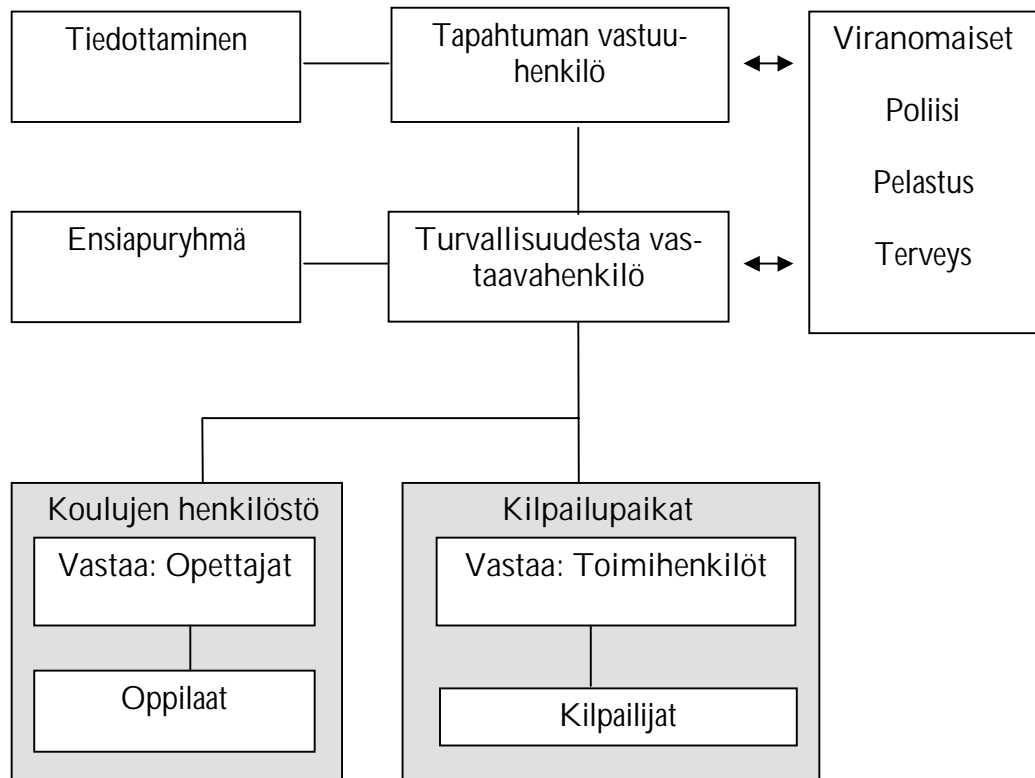 Tiedottaminen
Tapahtuman vastuu-
henkilö
Viranomaiset
Poliisi
Pelastus
Terveys
Ensiapuryhmä
Turvallisuudesta vas-
taavahenkilö
Koulujen henkilöstö
Vastaa: Opettajat
Oppilaat
Kilpailupaikat
Vastaa: Toimihenkilöt
Kilpailijat